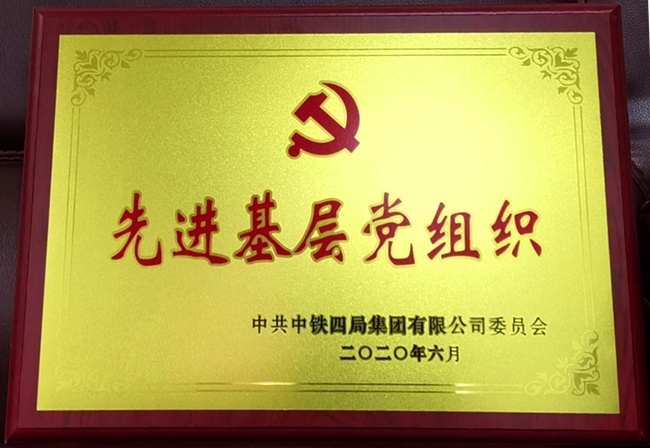 先进基层党组织
中共中铁四局集团有限公司委员会
二〇二〇年六月